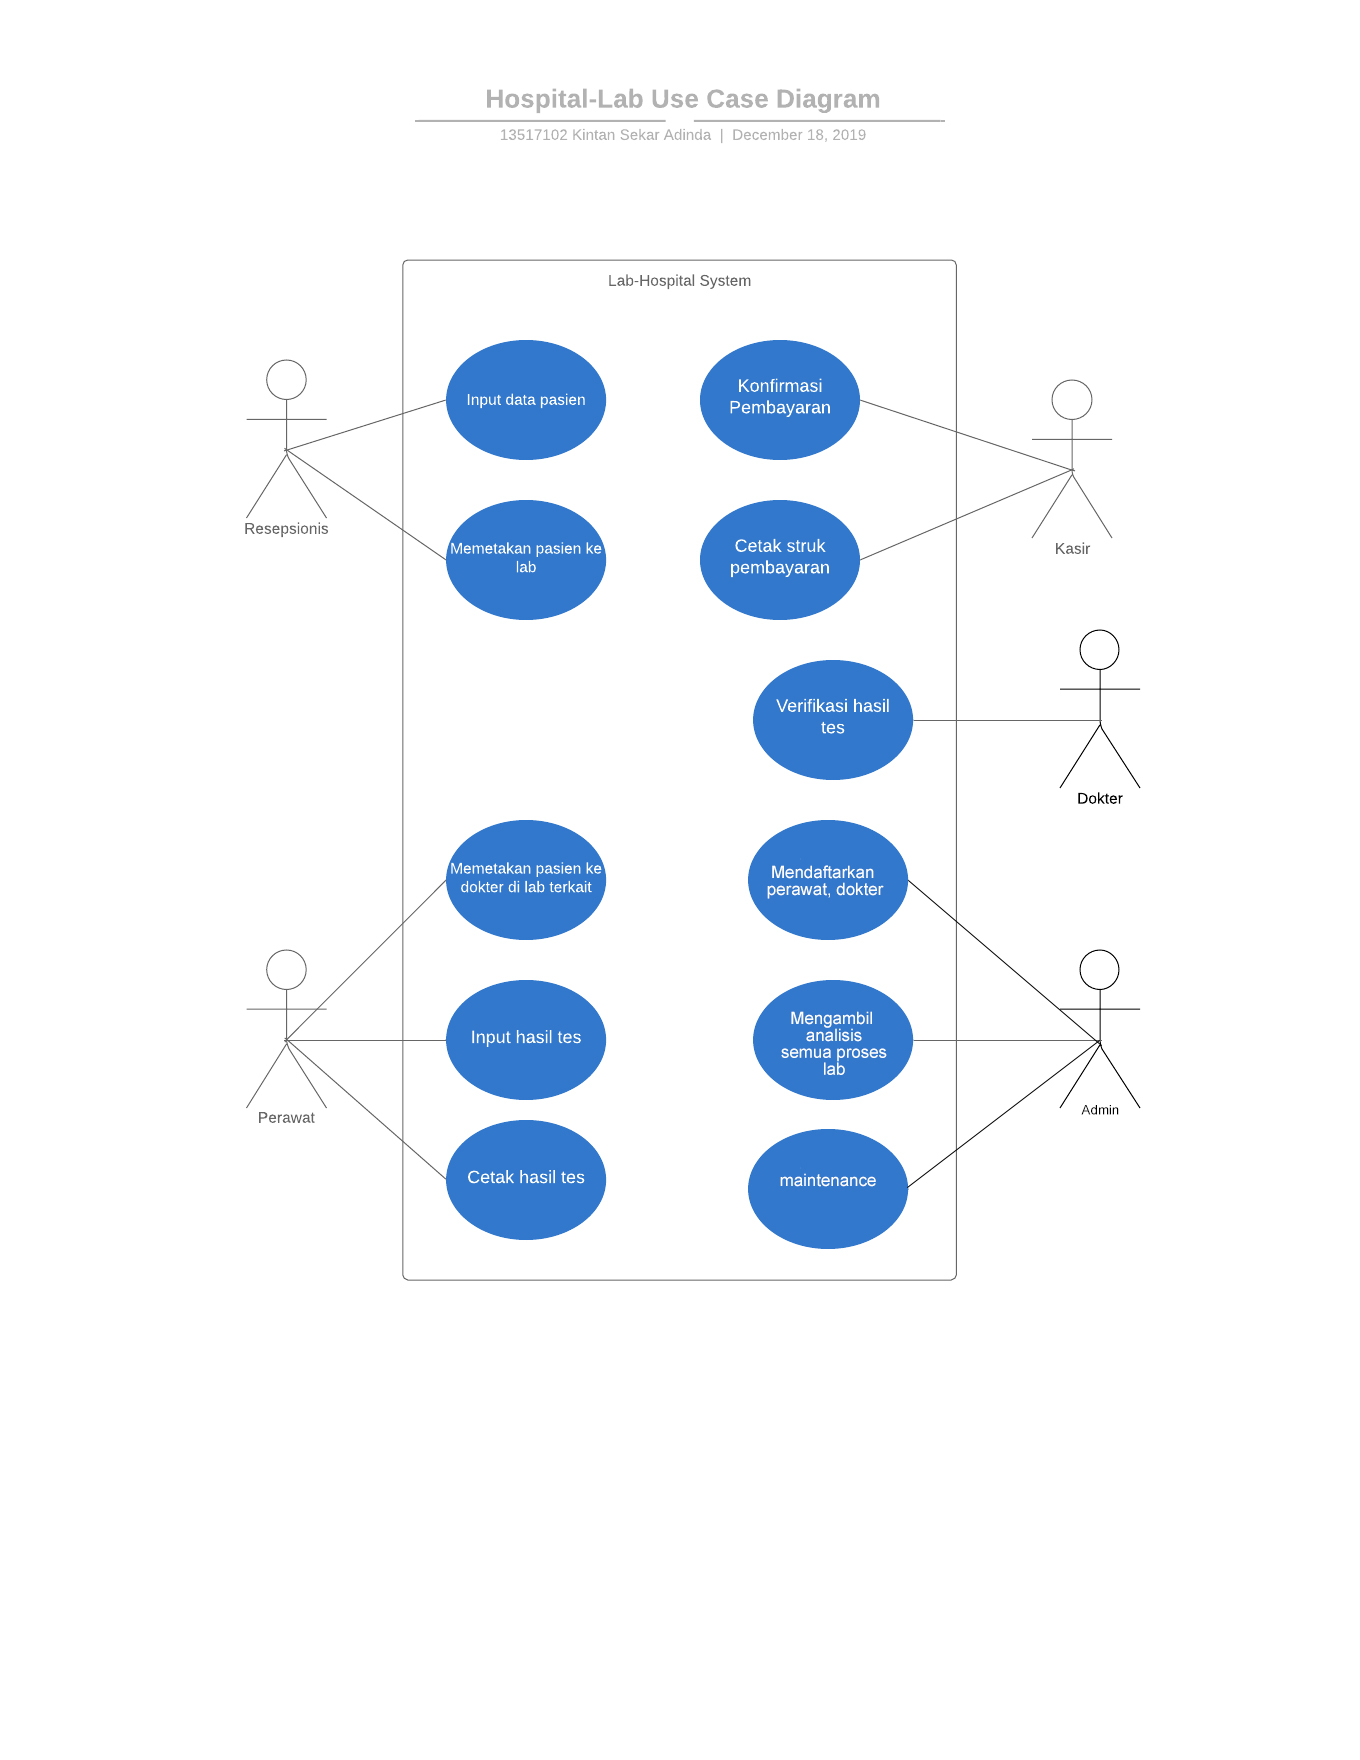 Hospital-Lab Use Case Diagram
13517102 Kintan Sekar Adinda | December 18, 2019
Lab-Hospital System
Input data pasien
Konfirmasi
Pembayaran
Resepsionis
Memetakan pasien ke
lab
Cetak struk
pembayaran
Kasir
Verifikasi hasil
tes
Dokter
Memetakan pasien ke
dokter di lab terkait
Mendaftarkan
perawat, dokter
Input hasil tes
Mengambil
analisis
semua proses
lab
Perawat
Admin
Cetak hasil tes
maintenance